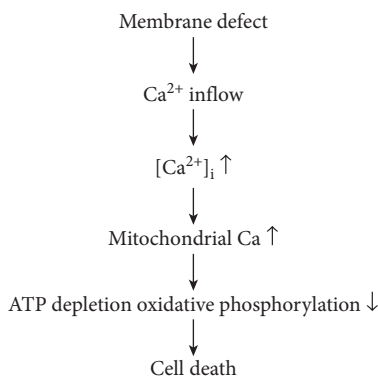 Membrane defect
Ca²⁺ inflow
[Ca²⁺]ᵢ ↑
Mitochondrial Ca ↑
ATP depletion oxidative phosphorylation ↓
Cell death